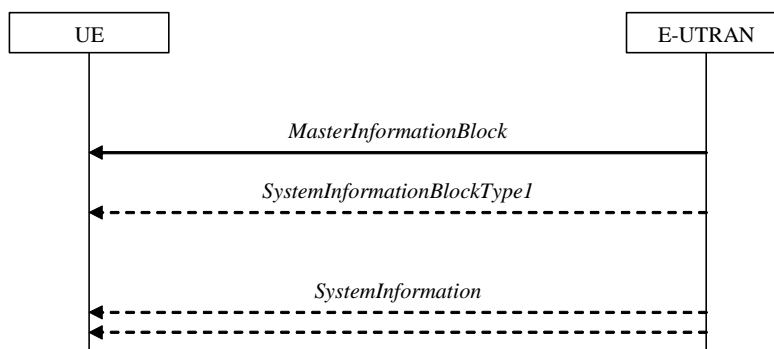 UE
E-UTRAN
MasterInformationBlock
SystemInformationBlockType1
SystemInformation